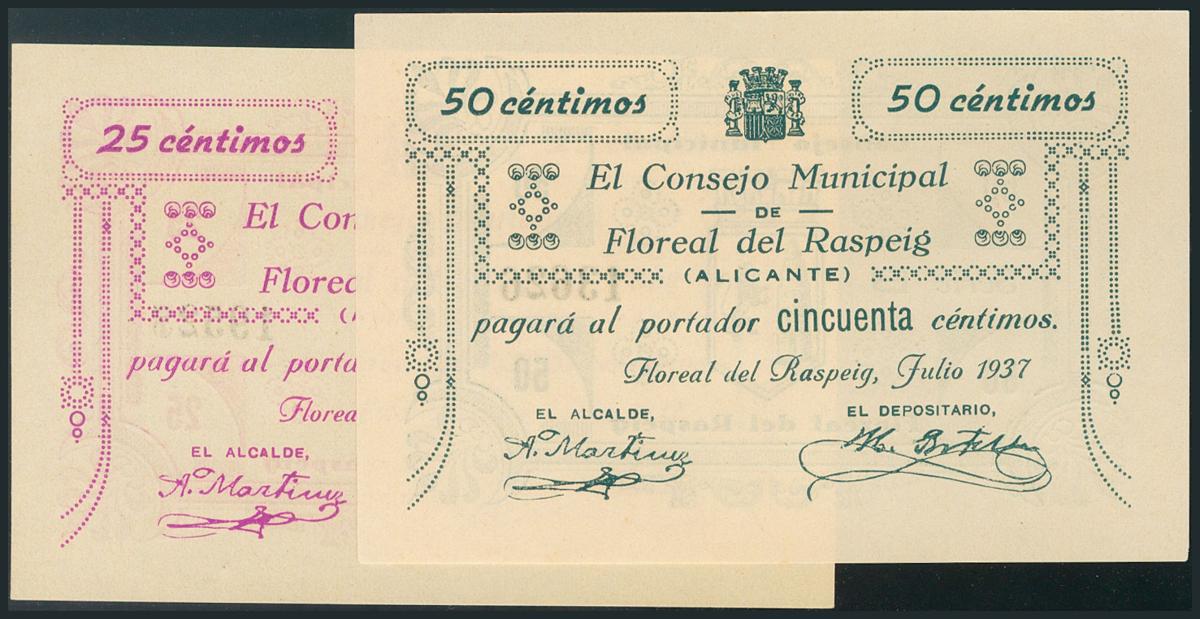 25 céntimos
El Con
Florea
pagará al porta
Florea
EL ALCALDE,
A. Martinez
50 céntimos
50 céntimos
El Consejo Municipal
DE
Floreal del Raspeig
(ALICANTE)
pagará al portador cincuenta céntimos.
Floreal del Raspeig, Julio 1937
EL ALCALDE,
EL DEPOSITARIO,
A. Martinez